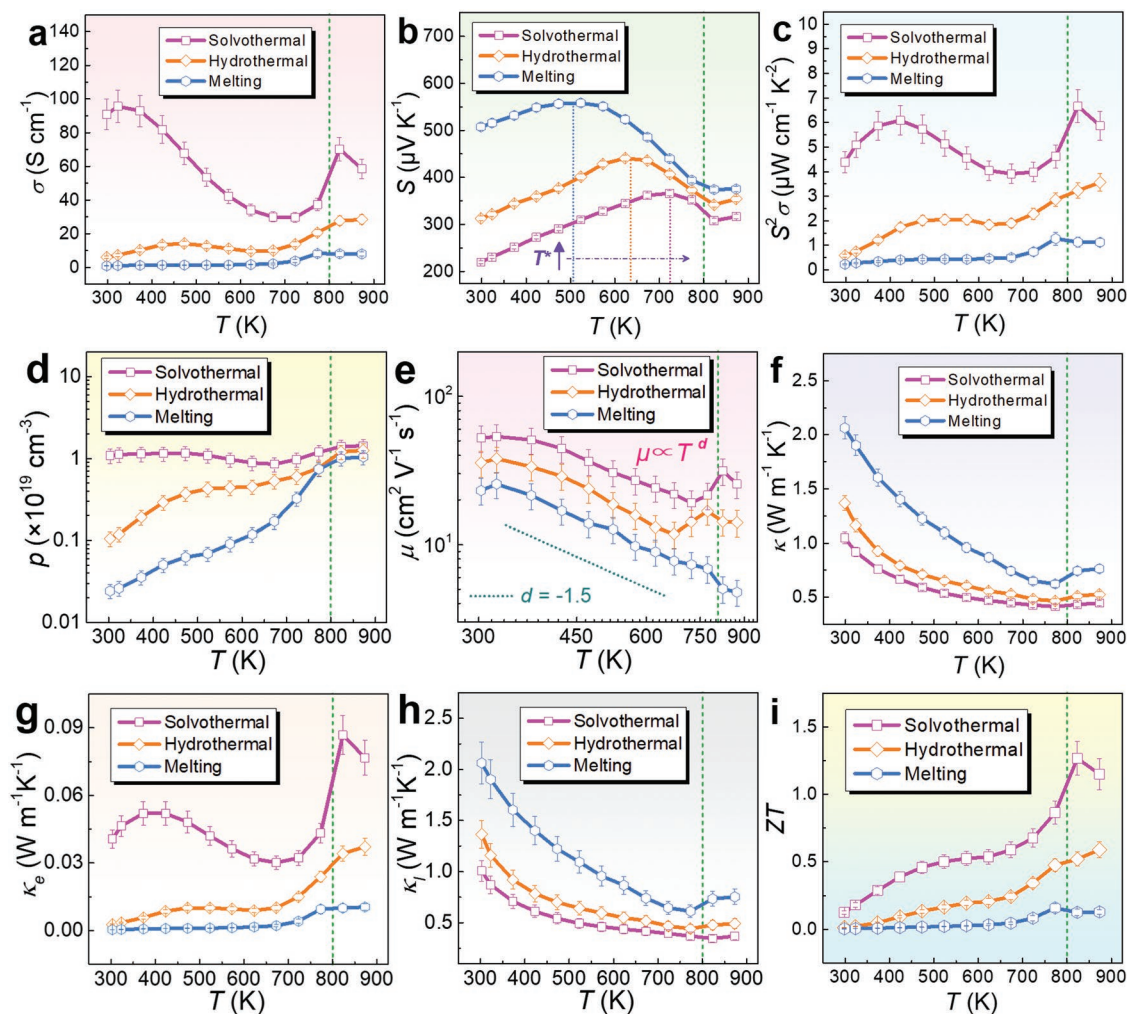 a
Solvothermal
Hydrothermal
Melting
σ (S cm⁻¹)
140
120
100
80
60
40
20
0
300 400 500 600 700 800 900
T (K)
b
Solvothermal
Hydrothermal
Melting
S (μV K⁻¹)
700
600
500
400
300
200
T*
300 400 500 600 700 800 900
T (K)
c
Solvothermal
Hydrothermal
Melting
S² σ (μW cm⁻¹ K⁻²)
10
9
8
7
6
5
4
3
2
1
0
300 400 500 600 700 800 900
T (K)
d
Solvothermal
Hydrothermal
Melting
p (×10¹⁹ cm⁻³)
10
1
0.1
0.01
300 400 500 600 700 800 900
T (K)
e
Solvothermal
Hydrothermal
Melting
μ (cm² V⁻¹ s⁻¹)
10²
10¹
μ∝T ᵈ
d = -1.5
300 450 600 750 900
T (K)
f
Solvothermal
Hydrothermal
Melting
κ (W m⁻¹ K⁻¹)
2.5
2.0
1.5
1.0
0.5
300 400 500 600 700 800 900
T (K)
g
Solvothermal
Hydrothermal
Melting
κₑ (W m⁻¹K⁻¹)
0.09
0.06
0.03
0.00
300 400 500 600 700 800 900
T (K)
h
Solvothermal
Hydrothermal
Melting
κₗ (W m⁻¹K⁻¹)
2.5
2.0
1.5
1.0
0.5
300 400 500 600 700 800 900
T (K)
i
Solvothermal
Hydrothermal
Melting
ZT
1.5
1.0
0.5
0.0
300 400 500 600 700 800 900
T (K)